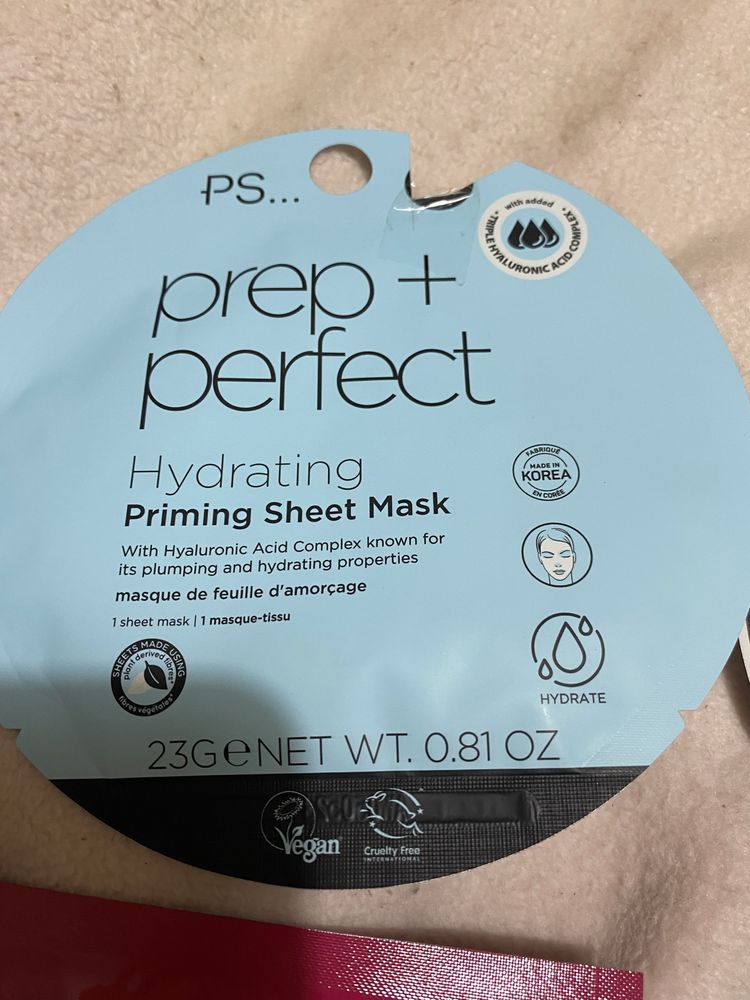 PS...
with added
TRIPLE HYALURONIC ACID COMPLEX
prep +
perfect
Hydrating
Priming Sheet Mask
With Hyaluronic Acid Complex known for
its plumping and hydrating properties
masque de feuille d'amorçage
1 sheet mask | 1 masque-tissu
FABRIQUÉ
MADE IN
KOREA
EN CORÉE
SHEETS MADE USING
plant derived fibres*
fibres végétales*
HYDRATE
23G e NET WT. 0.81 OZ
Vegan
Cruelty Free
INTERNATIONAL